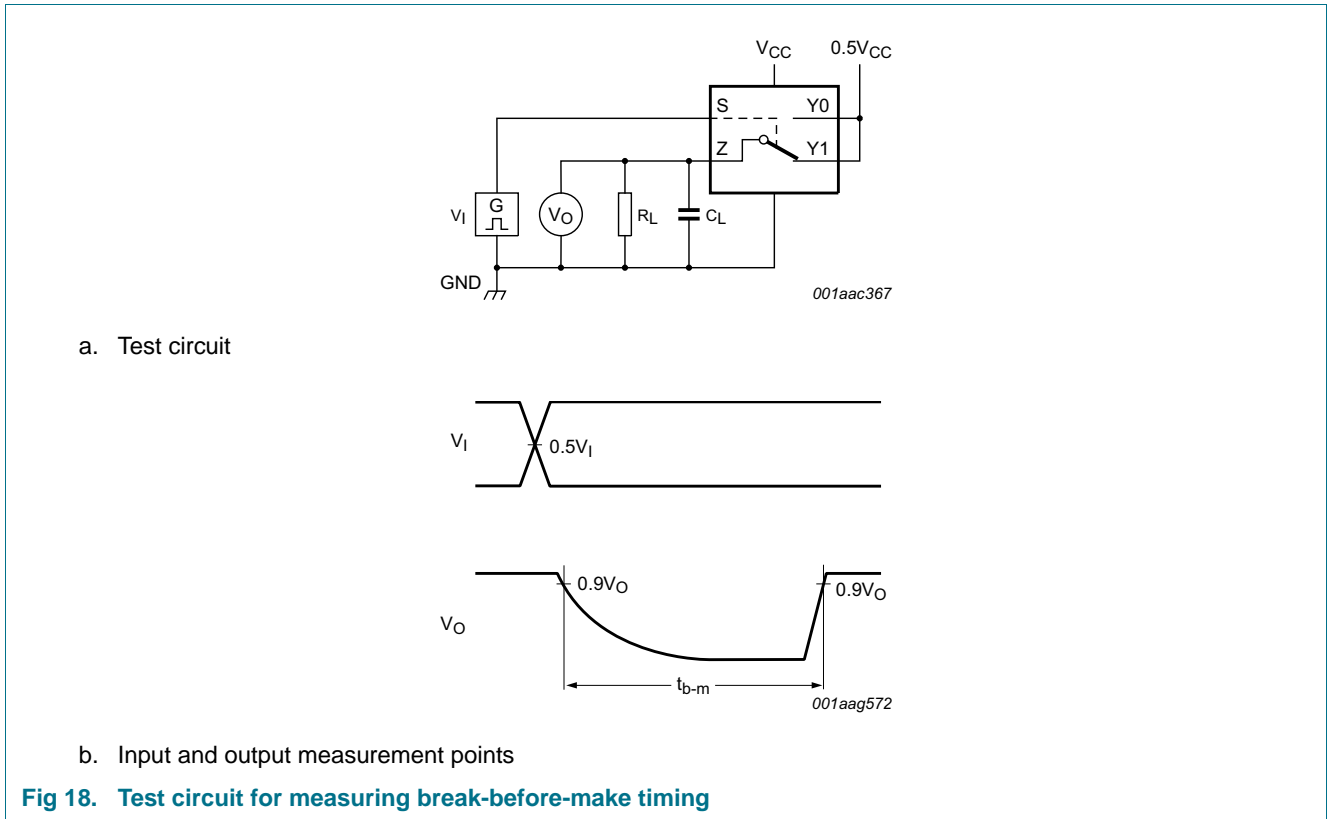 VCC 0.5VCC
S Y0
Z Y1
VI G VO RL CL
GND
001aac367
a. Test circuit
VI 0.5VI
0.9VO 0.9VO
VO
tb-m
001aag572
b. Input and output measurement points
Fig 18. Test circuit for measuring break-before-make timing